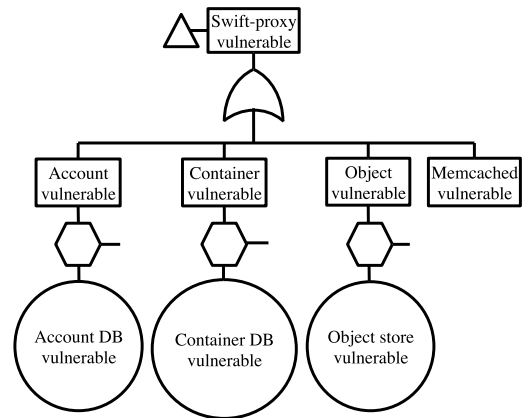 Swift-proxy
vulnerable
Account
vulnerable
Container
vulnerable
Object
vulnerable
Memcached
vulnerable
Account DB
vulnerable
Container DB
vulnerable
Object store
vulnerable